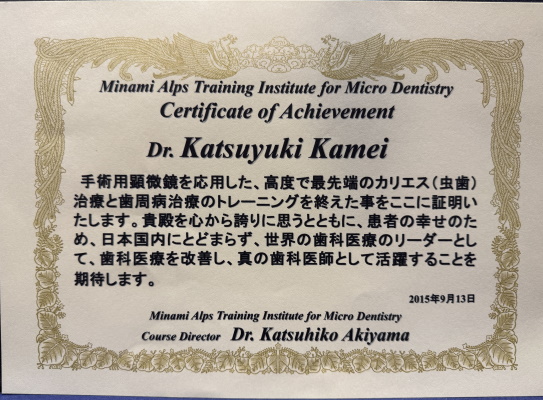 Minami Alps Training Institute for Micro Dentistry
Certificate of Achievement
Dr. Katsuyuki Kamei
手術用顕微鏡を応用した、高度で最先端のカリエス（虫歯）
治療と歯周病治療のトレーニングを終えた事をここに証明い
たします。貴殿を心から誇りに思うとともに、患者の幸せのた
め、日本国内にとどまらず、世界の歯科医療のリーダーとし
て、歯科医療を改善し、真の歯科医師として活躍することを
期待します。
2015年9月13日
Minami Alps Training Institute for Micro Dentistry
Course Director Dr. Katsuhiko Akiyama